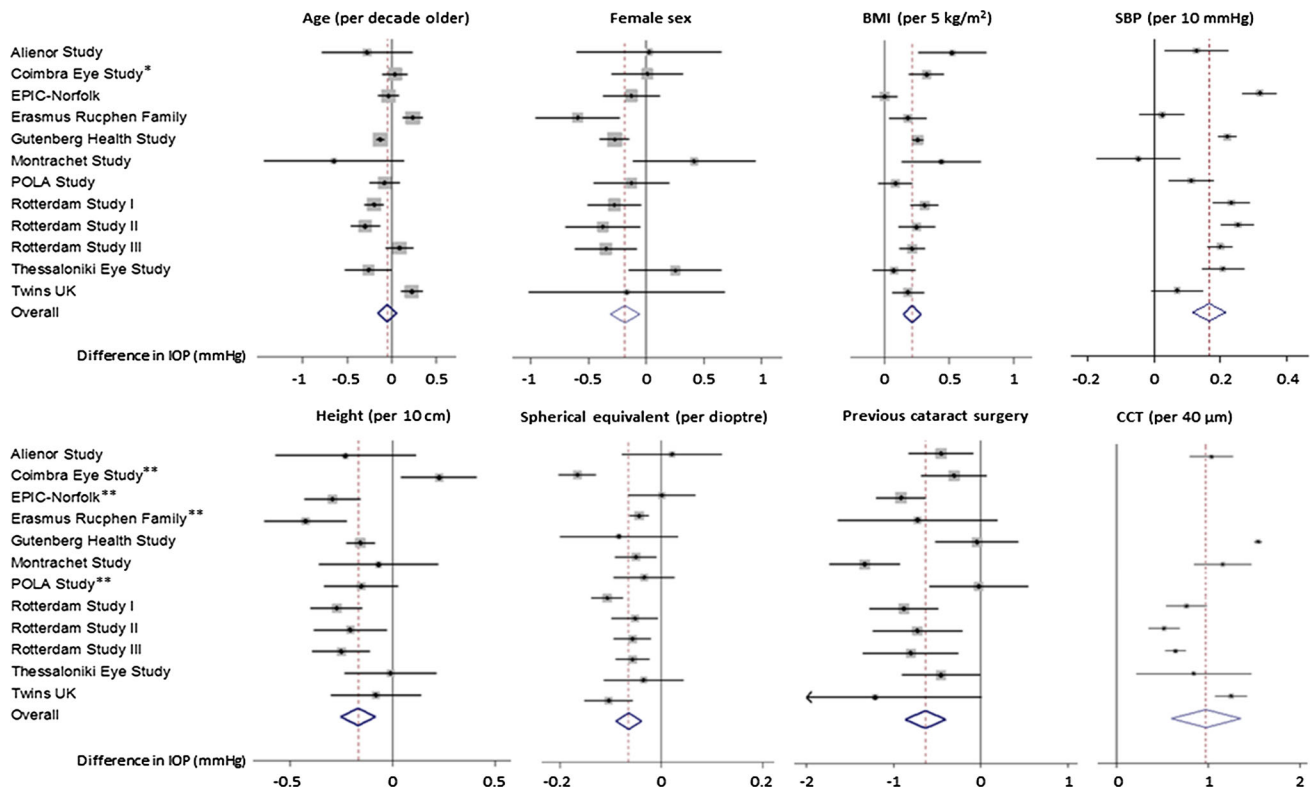 Age (per decade older) Female sex BMI (per 5 kg/m²) SBP (per 10 mmHg)
Alienor Study
Coimbra Eye Study*
EPIC-Norfolk
Erasmus Rucphen Family
Gutenberg Health Study
Montrachet Study
POLA Study
Rotterdam Study I
Rotterdam Study II
Rotterdam Study III
Thessaloniki Eye Study
Twins UK
Overall
Difference in IOP (mmHg)
-1 -0.5 0 0.5 -1 -0.5 0 0.5 1 0 0.5 1 -0.2 0 0.2 0.4
Height (per 10 cm) Spherical equivalent (per dioptre) Previous cataract surgery CCT (per 40 µm)
Alienor Study
Coimbra Eye Study**
EPIC-Norfolk**
Erasmus Rucphen Family**
Gutenberg Health Study
Montrachet Study
POLA Study**
Rotterdam Study I
Rotterdam Study II
Rotterdam Study III
Thessaloniki Eye Study
Twins UK
Overall
Difference in IOP (mmHg)
-0.5 0 0.5 -0.2 0 0.2 -2 -1 0 1 0 1 2